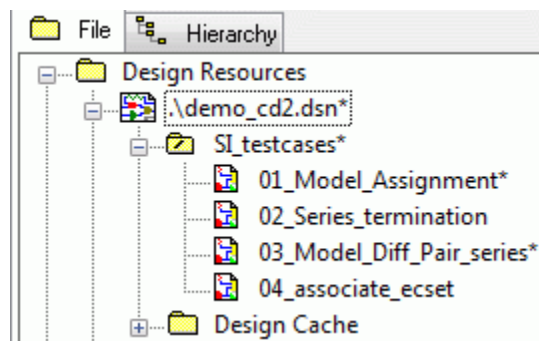 File Hierarchy
Design Resources
.\demo_cd2.dsn*
SI_testcases*
01_Model_Assignment*
02_Series_termination
03_Model_Diff_Pair_series*
04_associate_ecset
Design Cache